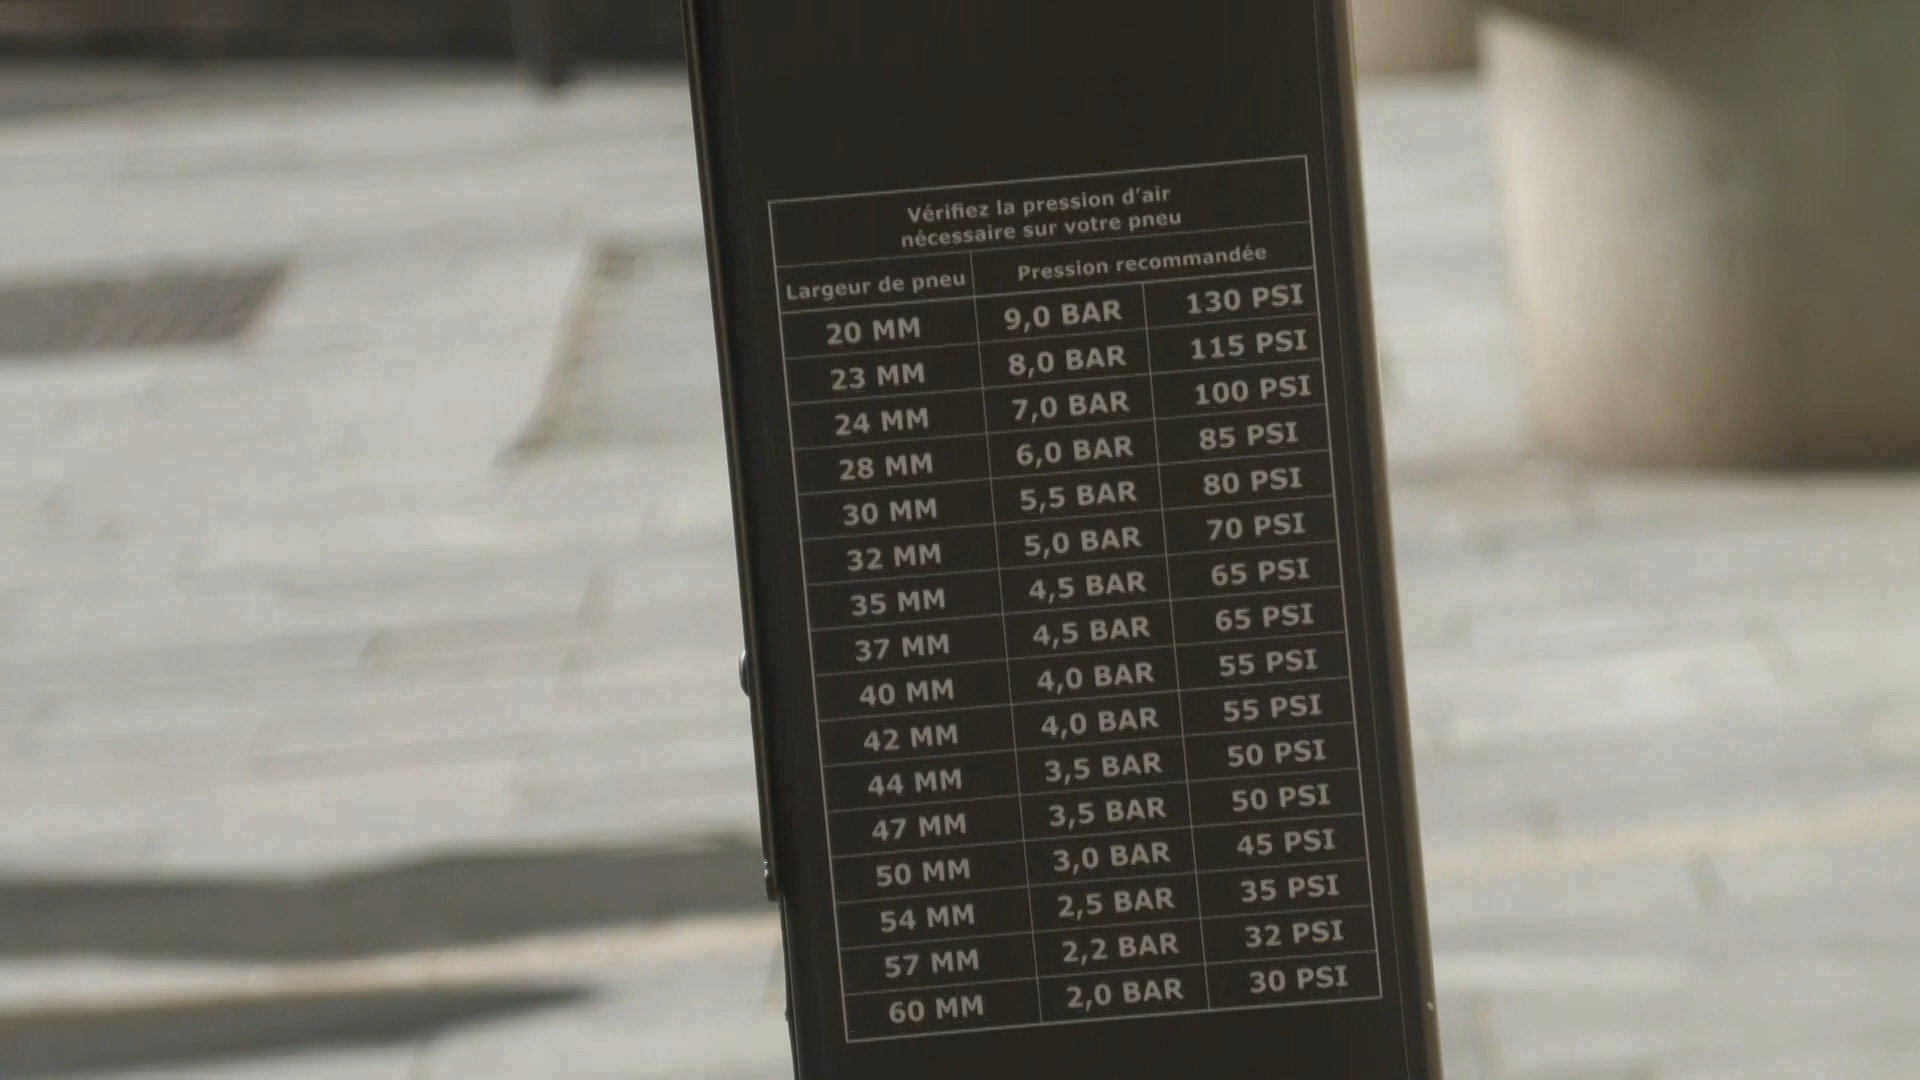 Vérifiez la pression d'air
nécessaire sur votre pneu
Largeur de pneu Pression recommandée
20 MM 9,0 BAR 130 PSI
23 MM 8,0 BAR 115 PSI
24 MM 7,0 BAR 100 PSI
28 MM 6,0 BAR 85 PSI
30 MM 5,5 BAR 80 PSI
32 MM 5,0 BAR 70 PSI
35 MM 4,5 BAR 65 PSI
37 MM 4,5 BAR 65 PSI
40 MM 4,0 BAR 55 PSI
42 MM 4,0 BAR 55 PSI
44 MM 3,5 BAR 50 PSI
47 MM 3,5 BAR 50 PSI
50 MM 3,0 BAR 45 PSI
54 MM 2,5 BAR 35 PSI
57 MM 2,2 BAR 32 PSI
60 MM 2,0 BAR 30 PSI